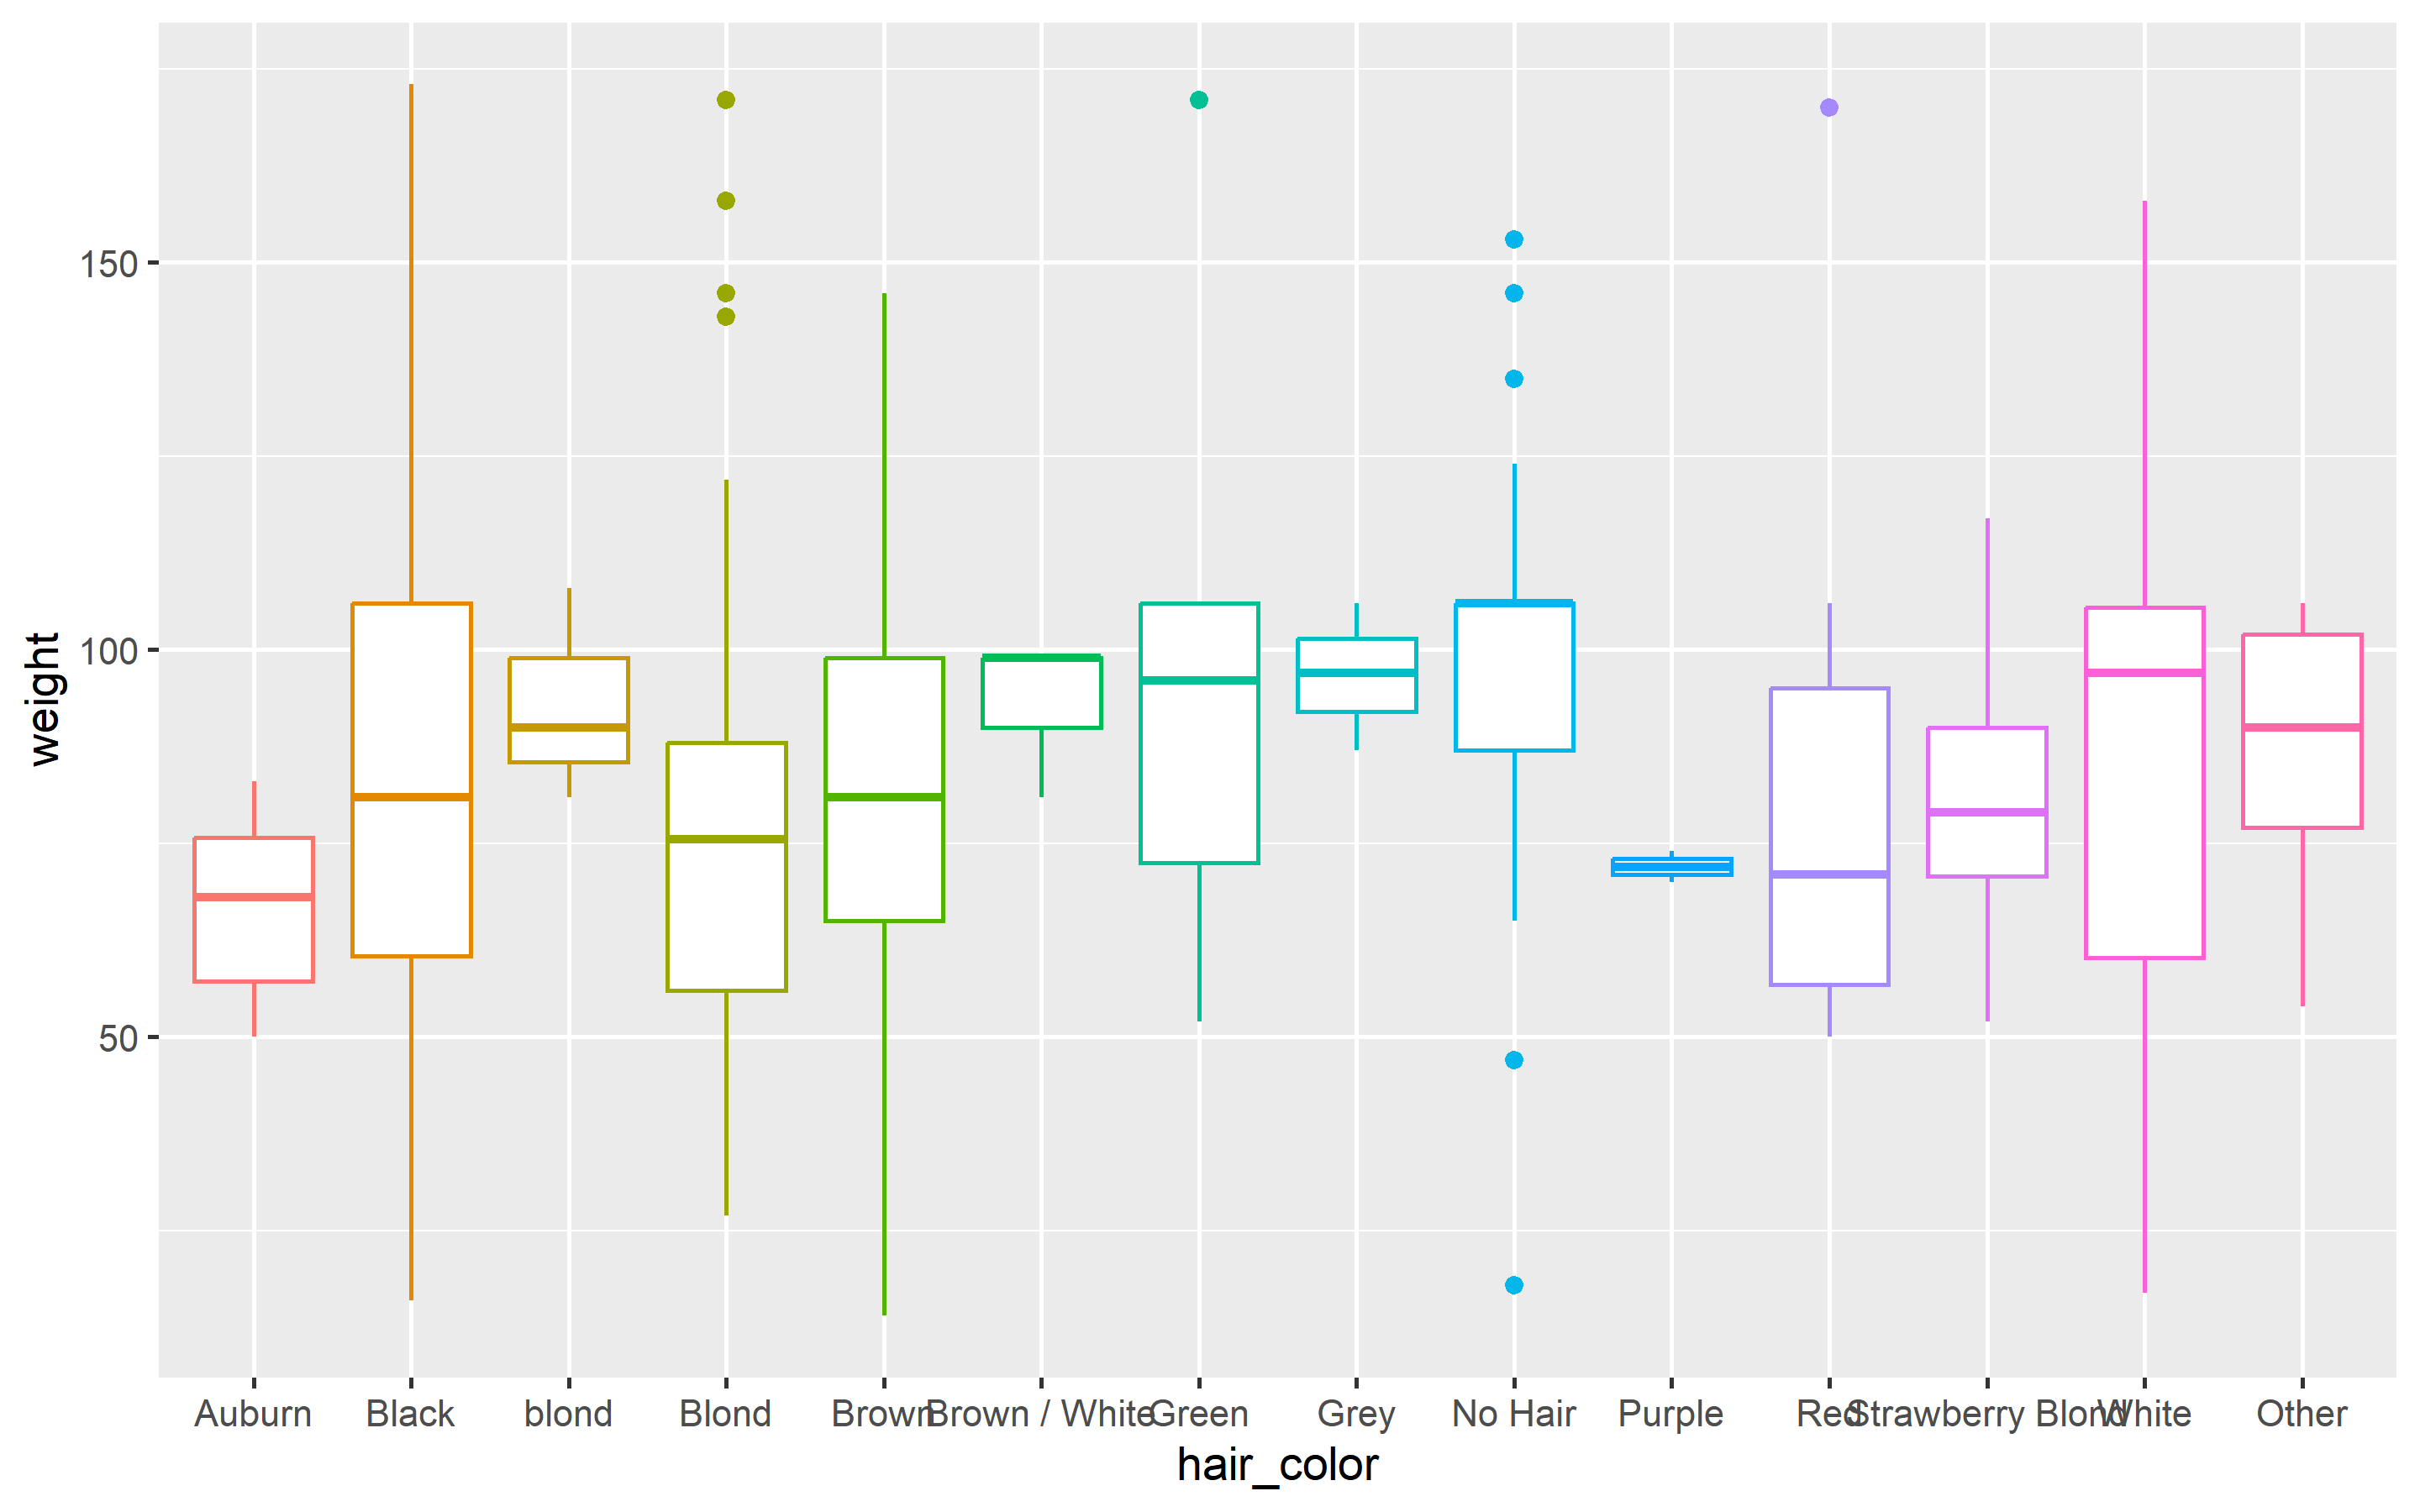 weight
150
100
50
Auburn Black blond Blond Brown Brown / White Green Grey No Hair Purple Red Strawberry Blond White Other
hair_color